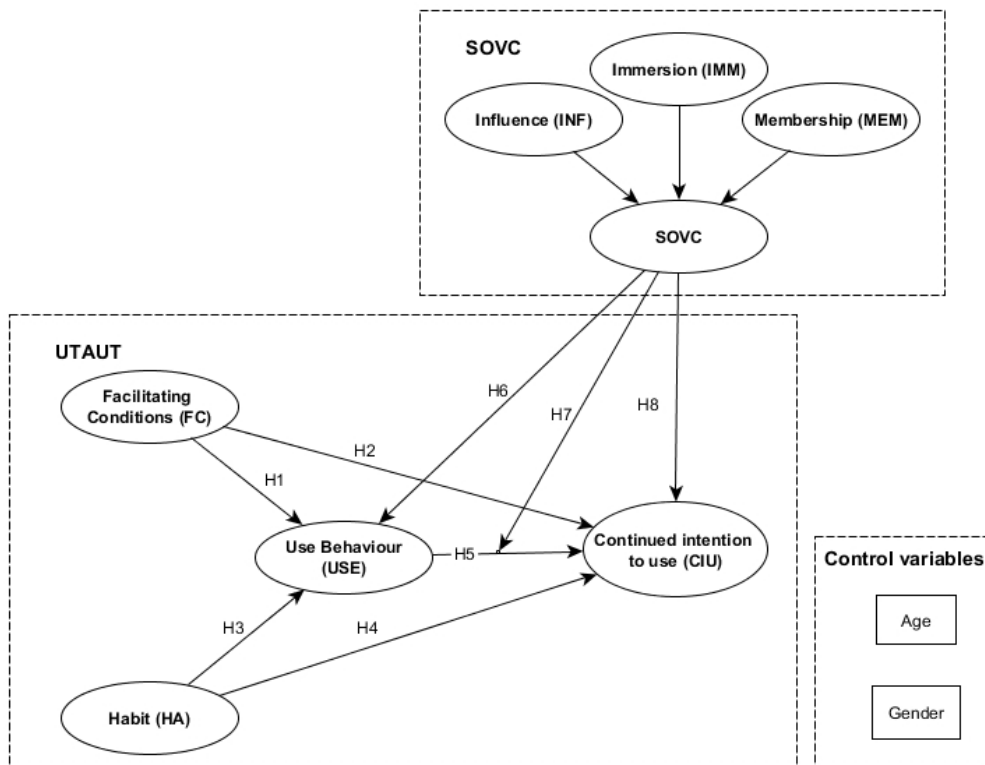 SOVC
Immersion (IMM)
Influence (INF)
Membership (MEM)
SOVC
UTAUT
Facilitating
Conditions (FC)
H6
H7
H8
H2
H1
Use Behaviour
(USE)
H5
Continued intention
to use (CIU)
H3
H4
Habit (HA)
Control variables
Age
Gender